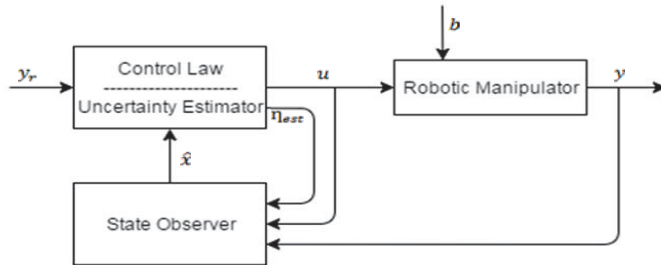 b
y_r
Control Law
--------------------
Uncertainty Estimator
u
Robotic Manipulator
y
η_est
x̂
State Observer